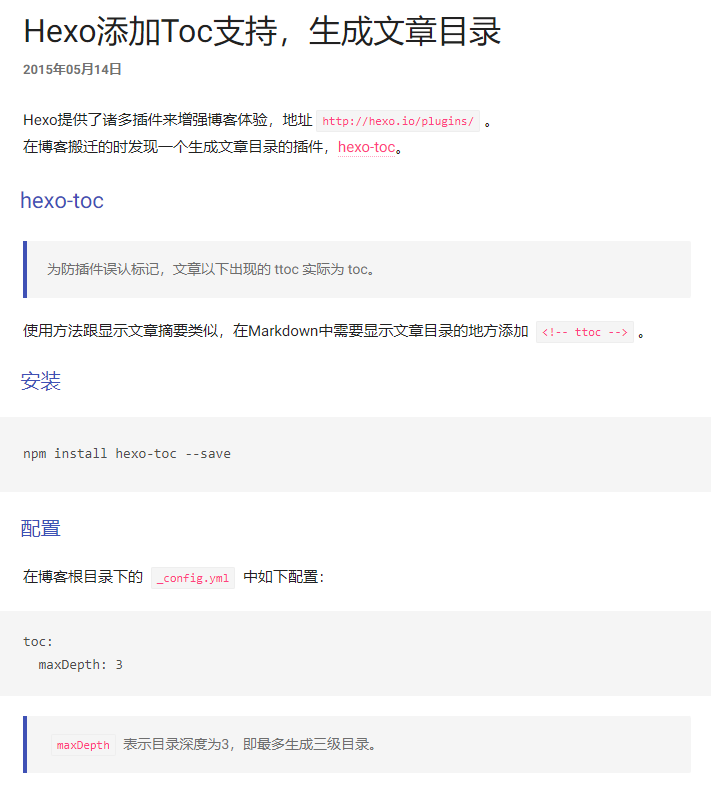 Hexo添加Toc支持，生成文章目录
2015年05月14日
Hexo提供了诸多插件来增强博客体验，地址 http://hexo.io/plugins/ 。
在博客搬迁的时发现一个生成文章目录的插件，hexo-toc。
hexo-toc
为防插件误认标记，文章以下出现的 ttoc 实际为 toc。
使用方法跟显示文章摘要类似，在Markdown中需要显示文章目录的地方添加 <!-- ttoc --> 。
安装
npm install hexo-toc --save
配置
在博客根目录下的 _config.yml 中如下配置：
toc:
  maxDepth: 3
maxDepth 表示目录深度为3，即最多生成三级目录。